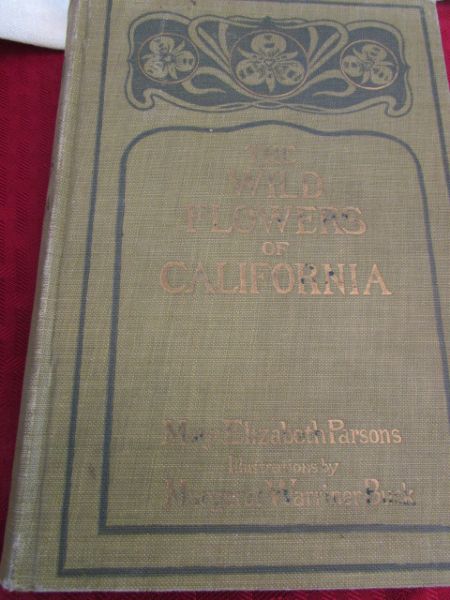 THE
WILD
FLOWERS
OF
CALIFORNIA
Mary Elizabeth Parsons
Illustrations by
Margaret Warriner Buck